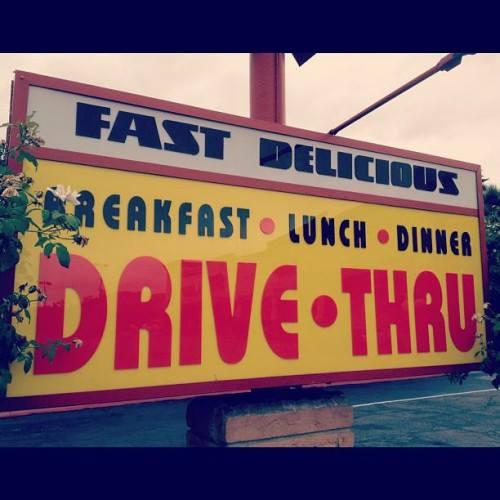 FAST DELICIOUS
BREAKFAST • LUNCH • DINNER
DRIVE • THRU